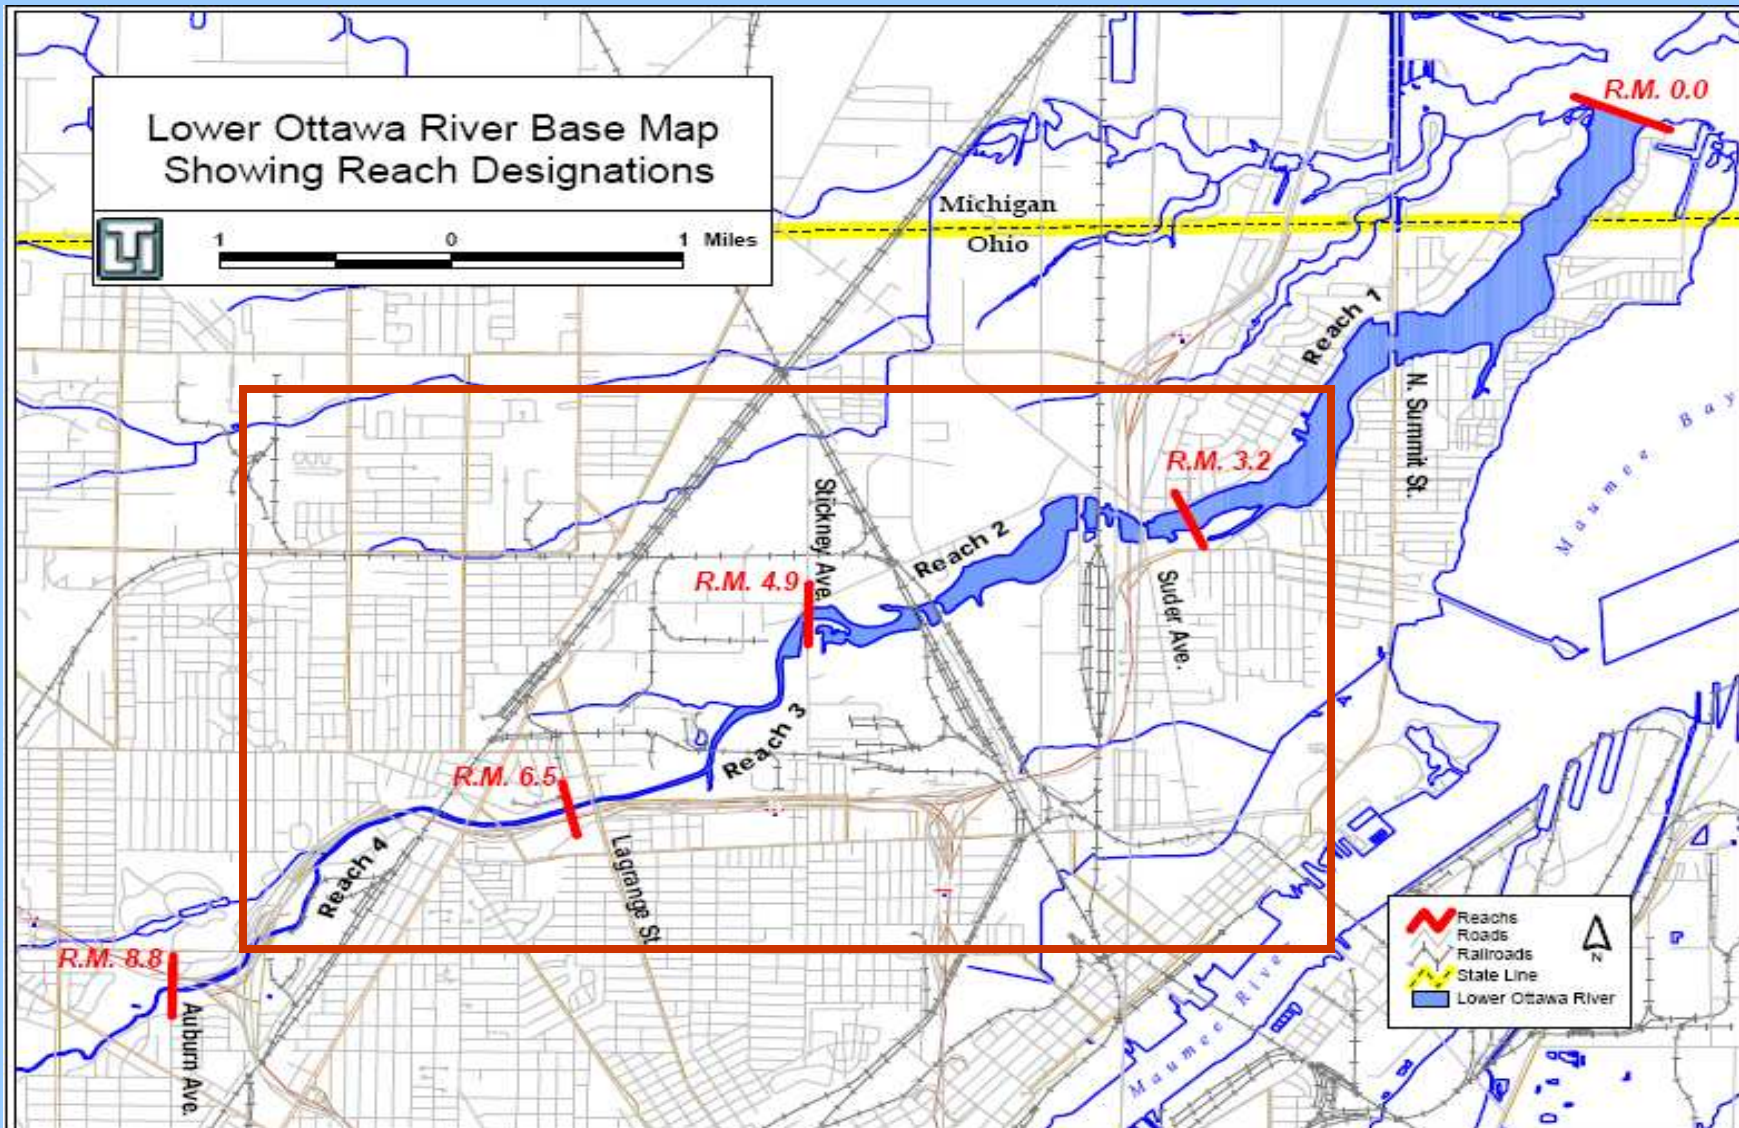 Lower Ottawa River Base Map
Showing Reach Designations
1 0 1 Miles
R.M. 0.0
Michigan
Ohio
Reach 1
N. Summit St.
Maumee Bay
R.M. 3.2
Stickney Ave.
Reach 2
R.M. 4.9
Suder Ave.
Reach 3
R.M. 6.5
Lagrange St.
Reach 4
R.M. 8.8
Auburn Ave.
Maumee River
Reachs
Roads
Railroads
State Line
Lower Ottawa River
N